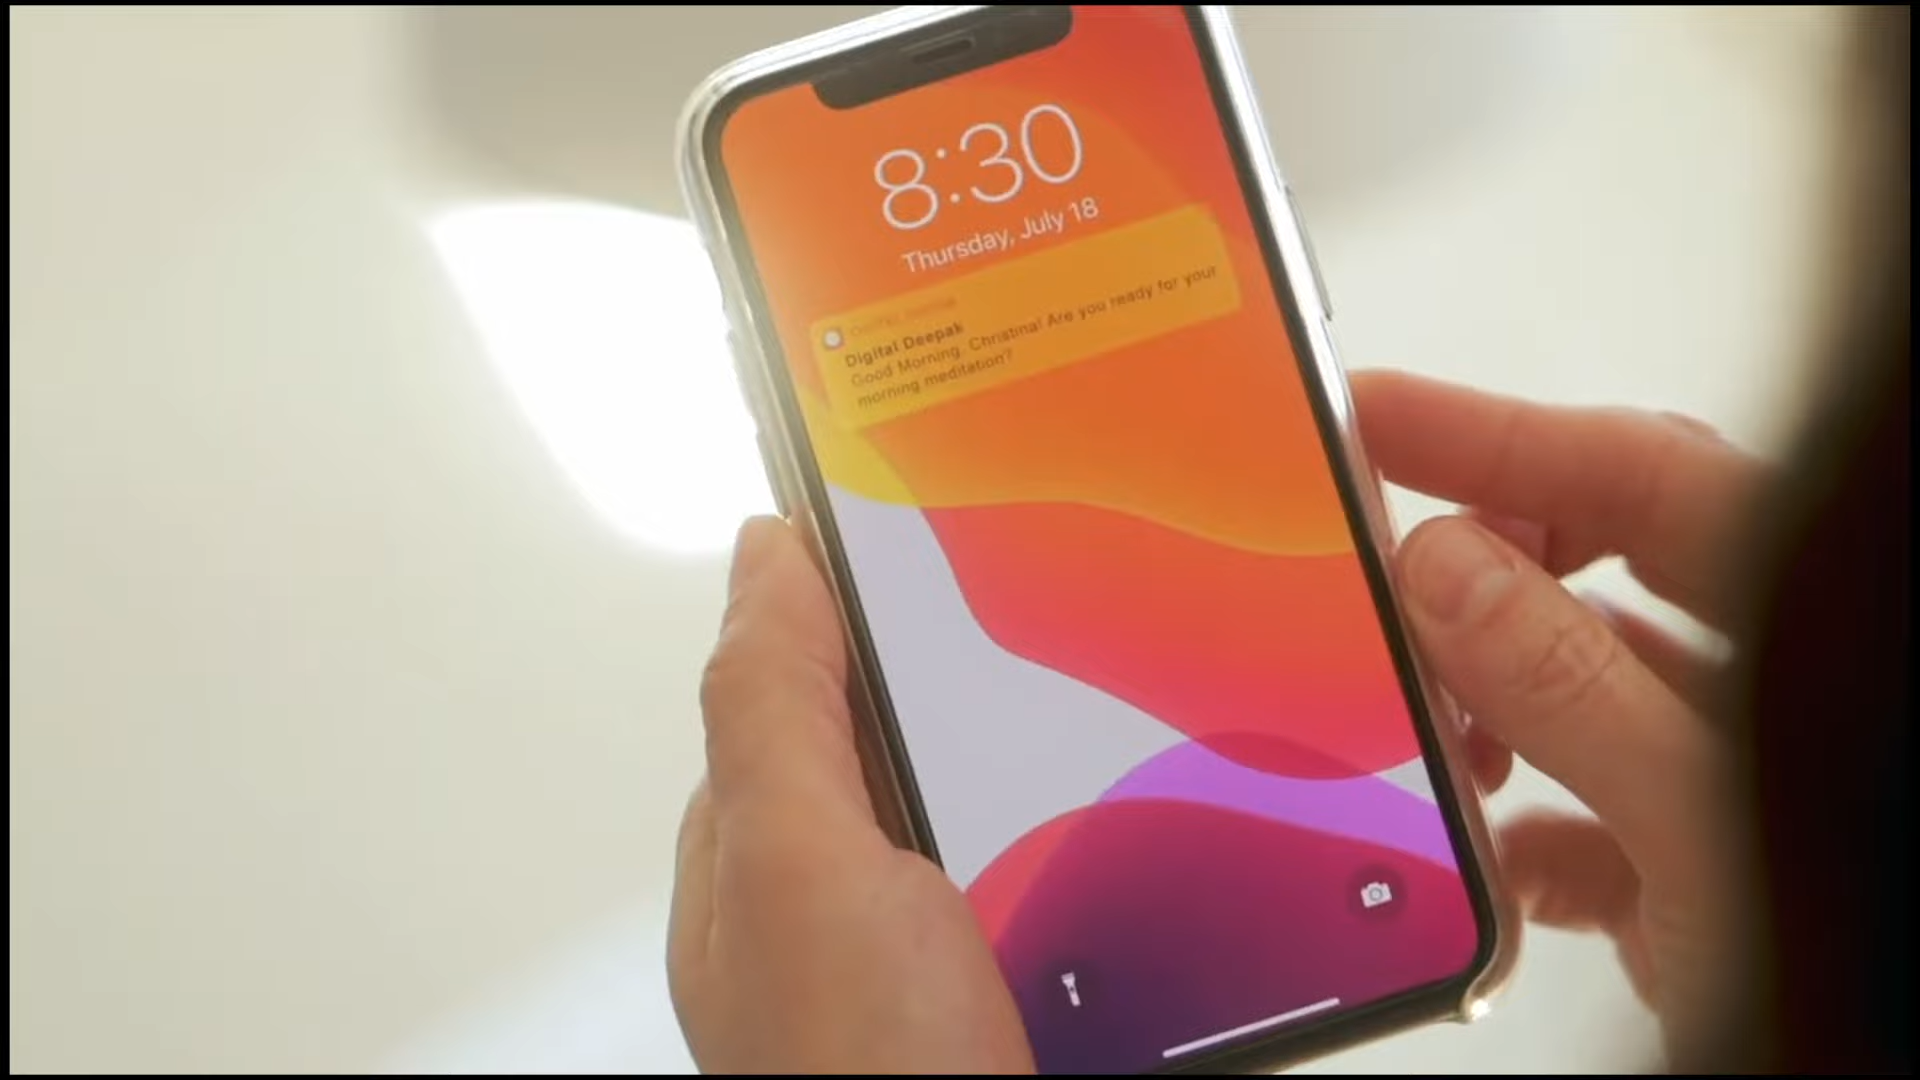 8:30
Thursday, July 18
Digital Deepak
Good Morning, Christina! Are you ready for your
morning meditation?